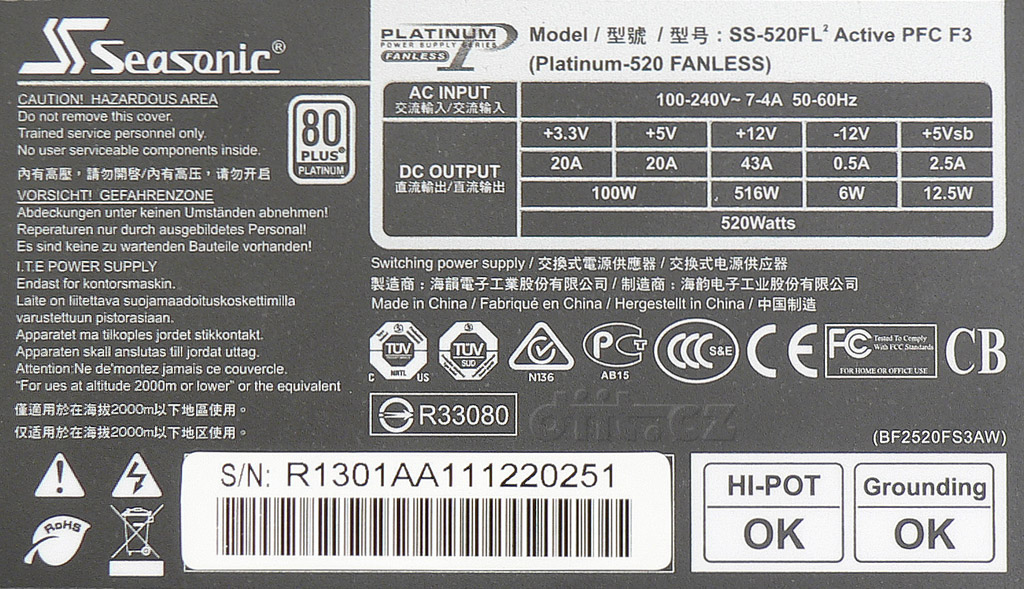 Seasonic®
CAUTION! HAZARDOUS AREA
Do not remove this cover.
Trained service personnel only.
No user serviceable components inside.
內有高壓，請勿開啓/內有高压，请勿开启
VORSICHT! GEFAHRENZONE
Abdeckungen unter keinen Umständen abnehmen!
Reperaturen nur durch ausgebildetes Personal!
Es sind keine zu wartenden Bauteile vorhanden!
I.T.E POWER SUPPLY
Endast for kontorsmaskin.
Laite on liitettava suojamaadoituskoskettimilla
varustettuun pistorasiaan.
Apparatet ma tilkoples jordet stikkontakt.
Apparaten skall anslutas till jordat uttag.
Attention:Ne de'montez jamais ce couvercle.
"For ues at altitude 2000m or lower" or the equivalent
僅適用於在海拔2000m以下地區使用。
仅适用於在海拔2000m以下地区使用。
80
PLUS®
PLATINUM
PLATINUM
POWER SUPPLY SERIES
FANLESS
Model / 型號 / 型号 : SS-520FL² Active PFC F3
(Platinum-520 FANLESS)
AC INPUT
交流輸入/交流输入
100-240V~ 7-4A 50-60Hz
DC OUTPUT
直流輸出/直流输出
+3.3V +5V +12V -12V +5Vsb
20A 20A 43A 0.5A 2.5A
100W 516W 6W 12.5W
520Watts
Switching power supply / 交換式電源供應器 / 交换式电源供应器
製造商：海韻電子工業股份有限公司 / 制造商：海韵电子工业股份有限公司
Made in China / Fabriqué en China / Hergestellt in China / 中国制造
TÜV
NRTL
C US
TÜV
SÜD
N136
AB15
CCC S&E
CE
FC
Tested To Comply
With FCC Standards
FOR HOME OR OFFICE USE
CB
R33080
diit.cz
(BF2520FS3AW)
RoHS
S/N: R1301AA111220251
HI-POT
OK
Grounding
OK